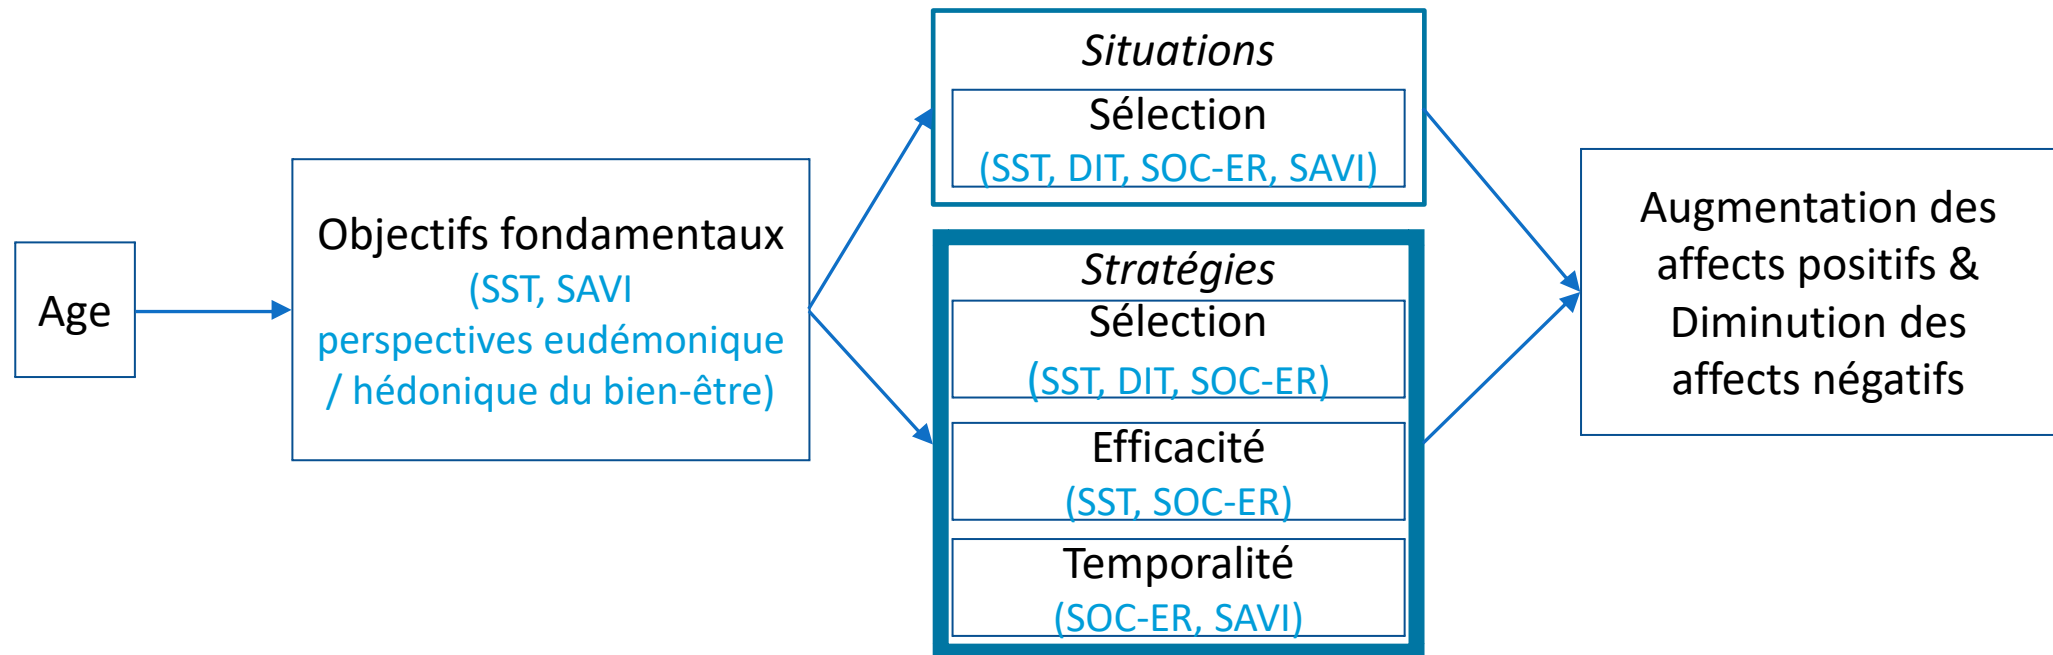 Age
Objectifs fondamentaux
(SST, SAVI
perspectives eudémonique
/ hédonique du bien-être)
Situations
Sélection
(SST, DIT, SOC-ER, SAVI)
Stratégies
Sélection
(SST, DIT, SOC-ER)
Efficacité
(SST, SOC-ER)
Temporalité
(SOC-ER, SAVI)
Augmentation des
affects positifs &
Diminution des
affects négatifs